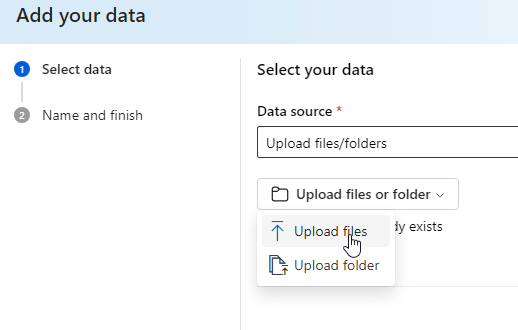 Add your data
1 Select data
2 Name and finish
Select your data
Data source *
Upload files/folders
Upload files or folder
Upload files
exists
Upload folder